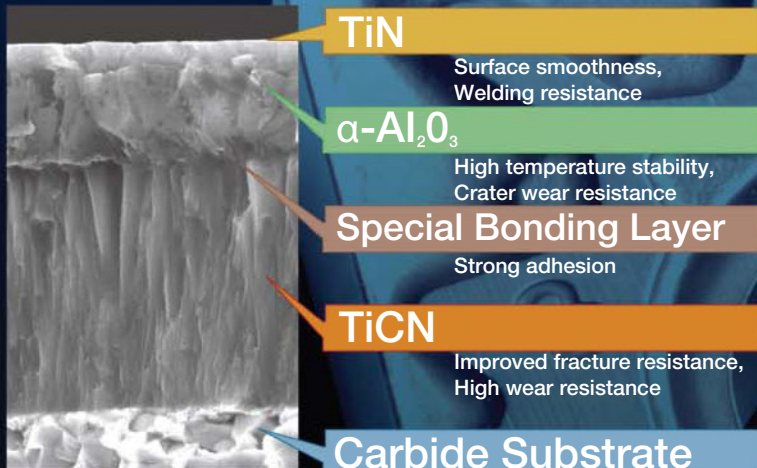 TiN
Surface smoothness,
Welding resistance
α-Al₂0₃
High temperature stability,
Crater wear resistance
Special Bonding Layer
Strong adhesion
TiCN
Improved fracture resistance,
High wear resistance
Carbide Substrate